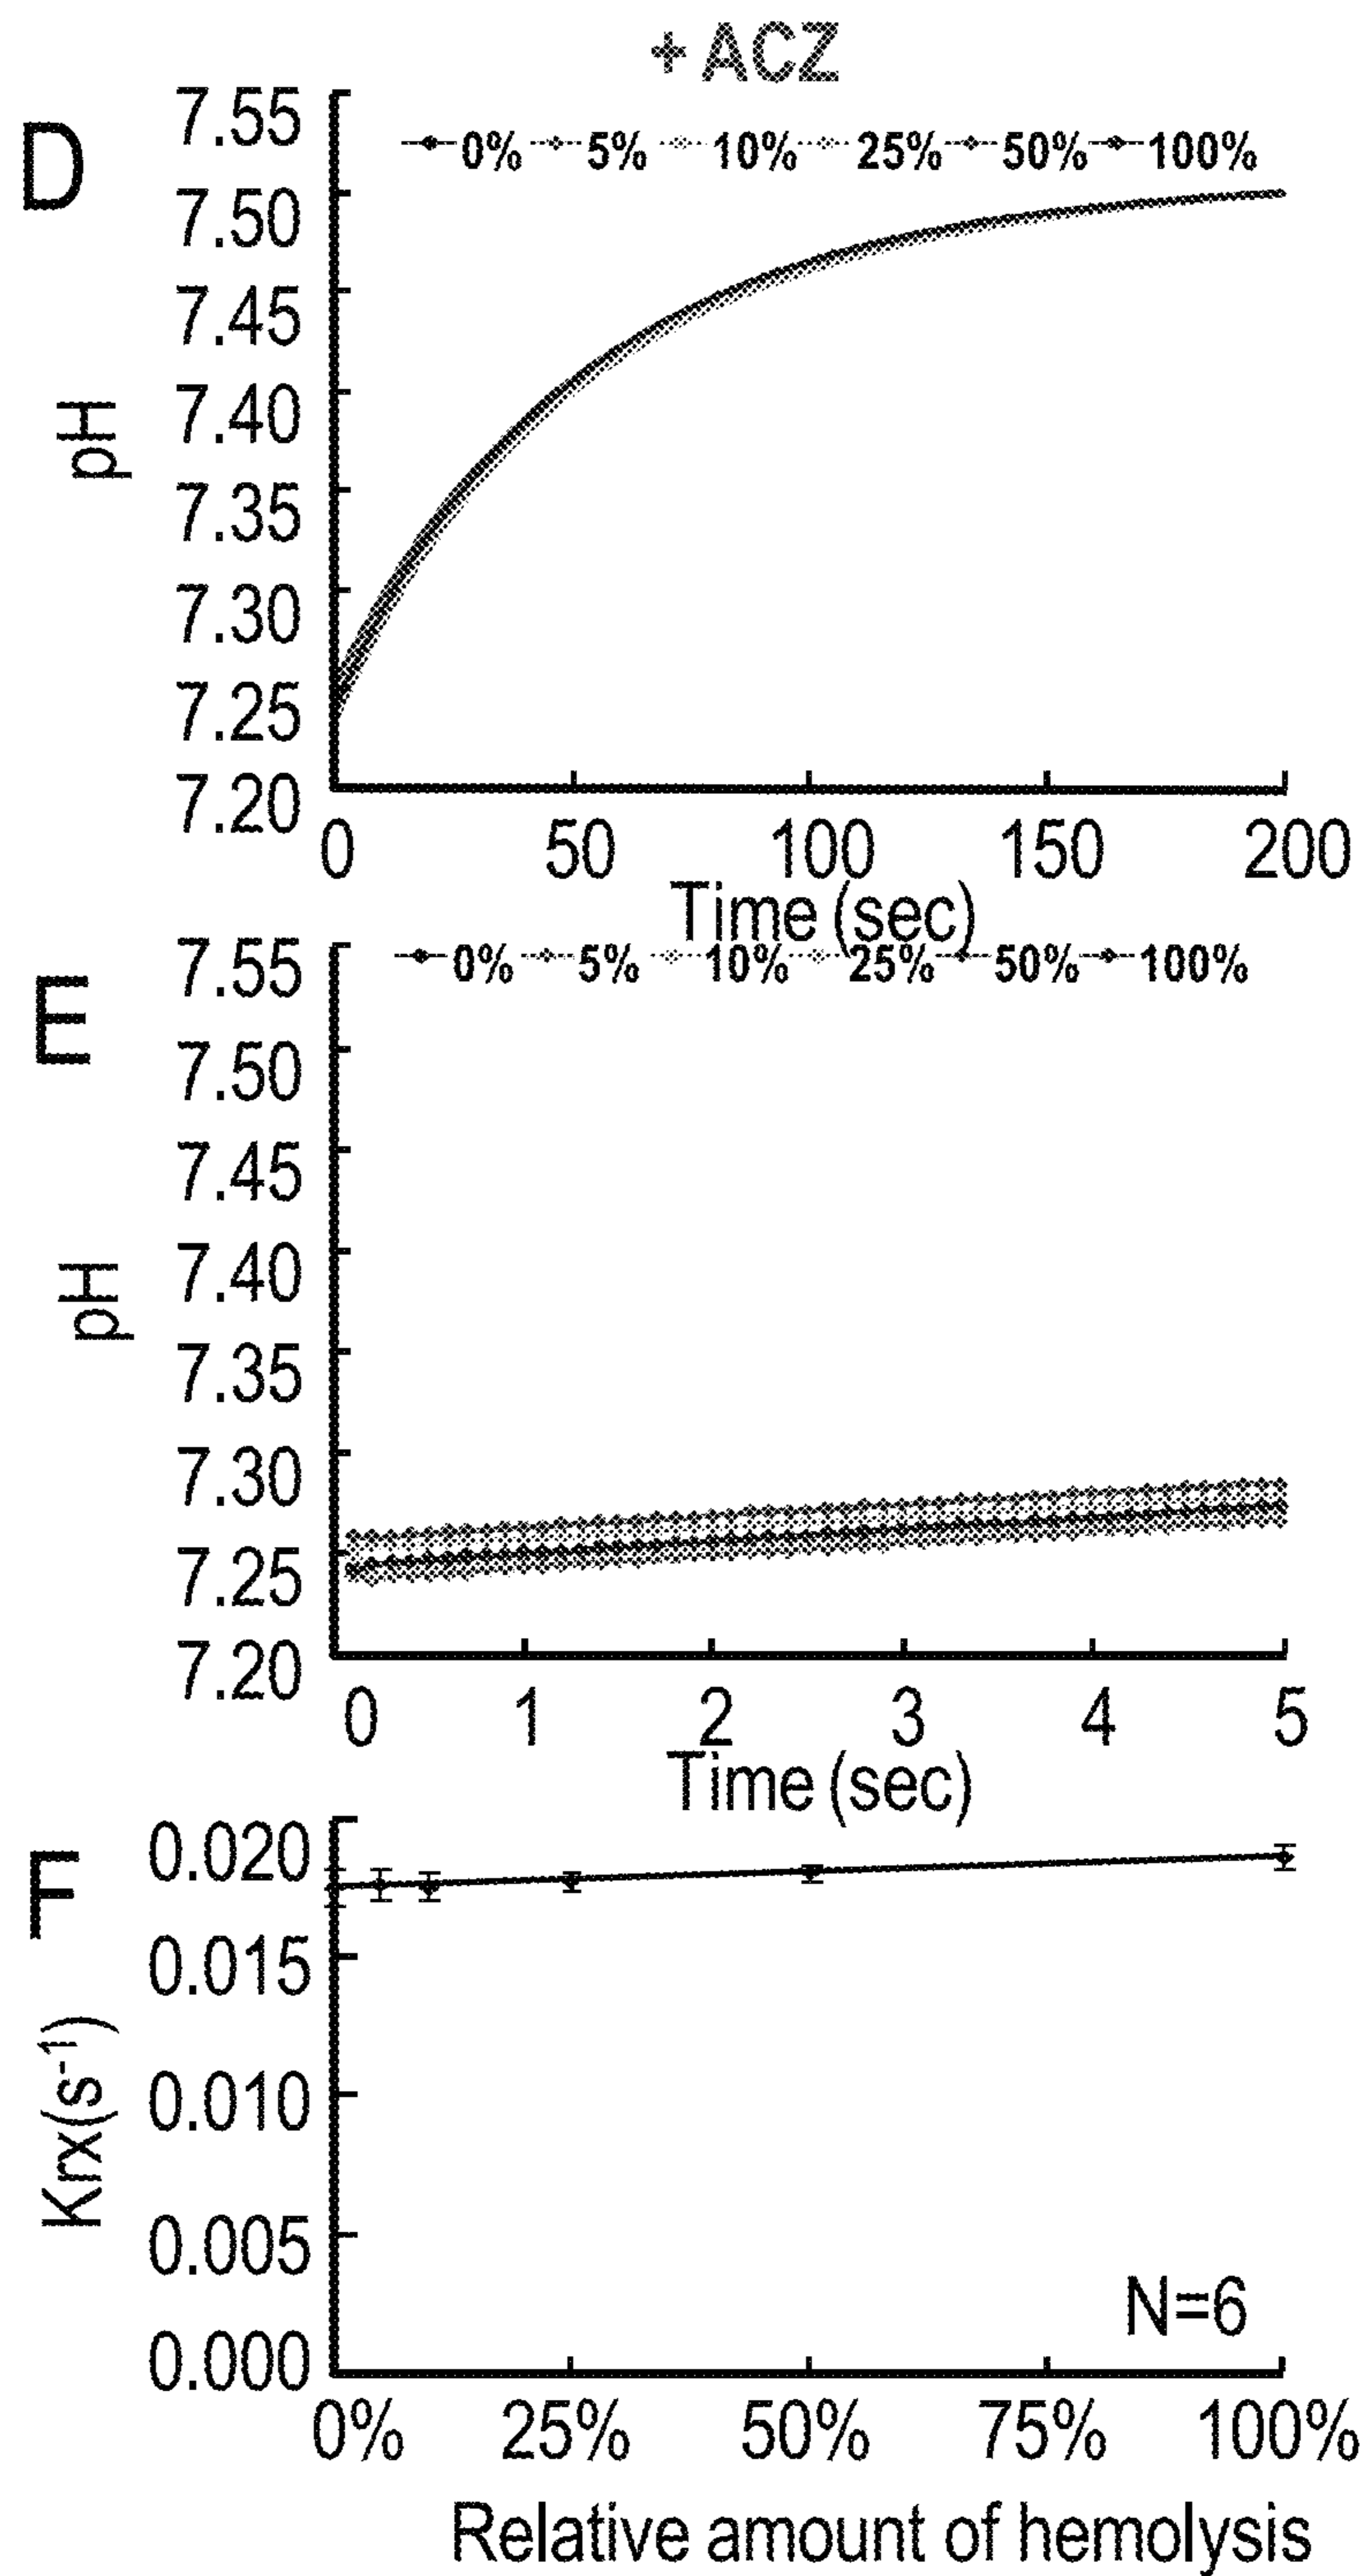 + ACZ
D
7.55
0% 5% 10% 25% 50% 100%
7.50
7.45
7.40
7.35
7.30
7.25
7.20
pH
0 50 100 150 200
Time (sec)
E
7.55
0% 5% 10% 25% 50% 100%
7.50
7.45
7.40
7.35
7.30
7.25
7.20
pH
0 1 2 3 4 5
Time (sec)
F
0.020
0.015
0.010
0.005
0.000
Krx(s⁻¹)
N=6
0% 25% 50% 75% 100%
Relative amount of hemolysis